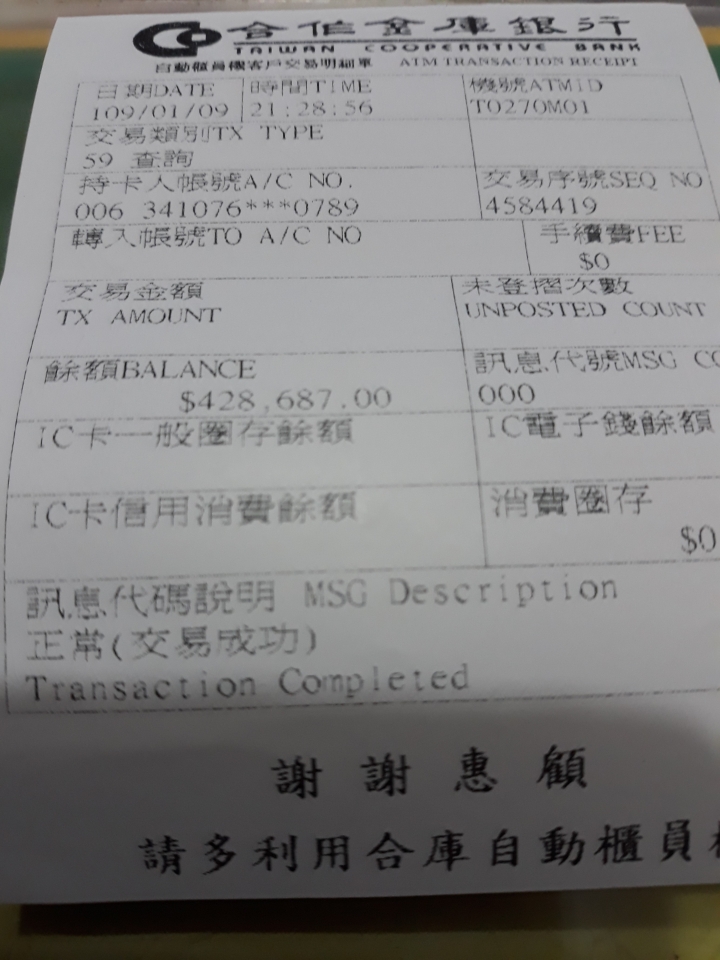 合作金庫銀行
TAIWAN COOPERATIVE BANK
自動櫃員機客戶交易明細單 ATM TRANSACTION RECEIPT
日期DATE 時間TIME 機號ATMID
109/01/09 21:28:56 T0270M01
交易類別TX TYPE
59 查詢
持卡人帳號A/C NO. 交易序號SEQ NO
006 341076***0789 4584419
轉入帳號TO A/C NO 手續費FEE
$0
交易金額 未登摺次數
TX AMOUNT UNPOSTED COUNT
餘額BALANCE 訊息代號MSG CO
$428,687.00 000
IC卡一般圈存餘額 IC電子錢餘額
IC卡信用消費餘額 消費圈存
$0
訊息代碼說明 MSG Description
正常(交易成功)
Transaction Completed
謝謝惠顧
請多利用合庫自動櫃員